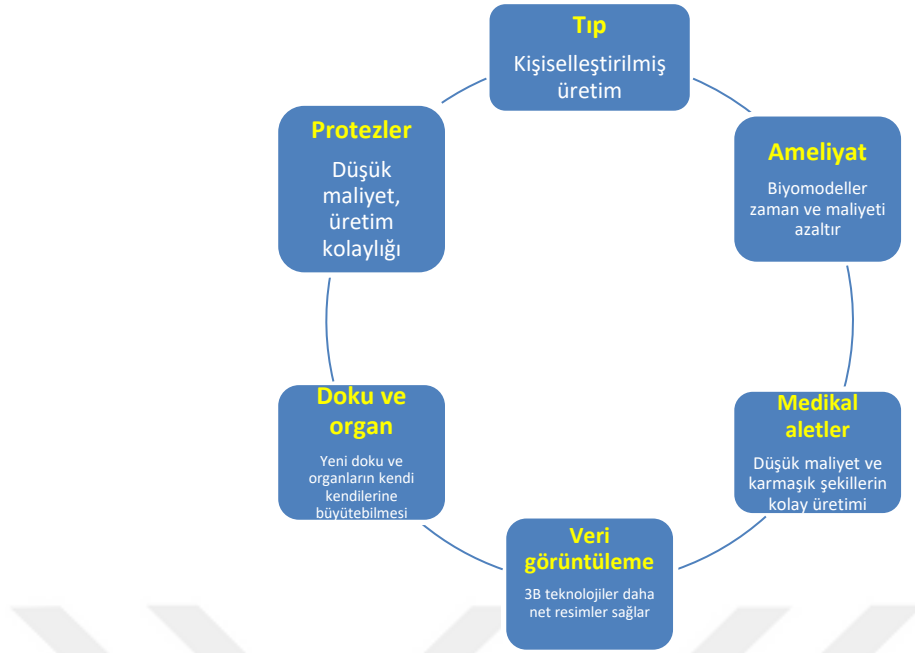 Tıp
Kişiselleştirilmiş
üretim
Ameliyat
Biyomodeller
zaman ve maliyeti
azaltır
Medikal
aletler
Düşük maliyet ve
karmaşık şekillerin
kolay üretimi
Veri
görüntüleme
3B teknolojiler daha
net resimler sağlar
Doku ve
organ
Yeni doku ve
organların kendi
kendilerine
büyütebilmesi
Protezler
Düşük
maliyet,
üretim
kolaylığı